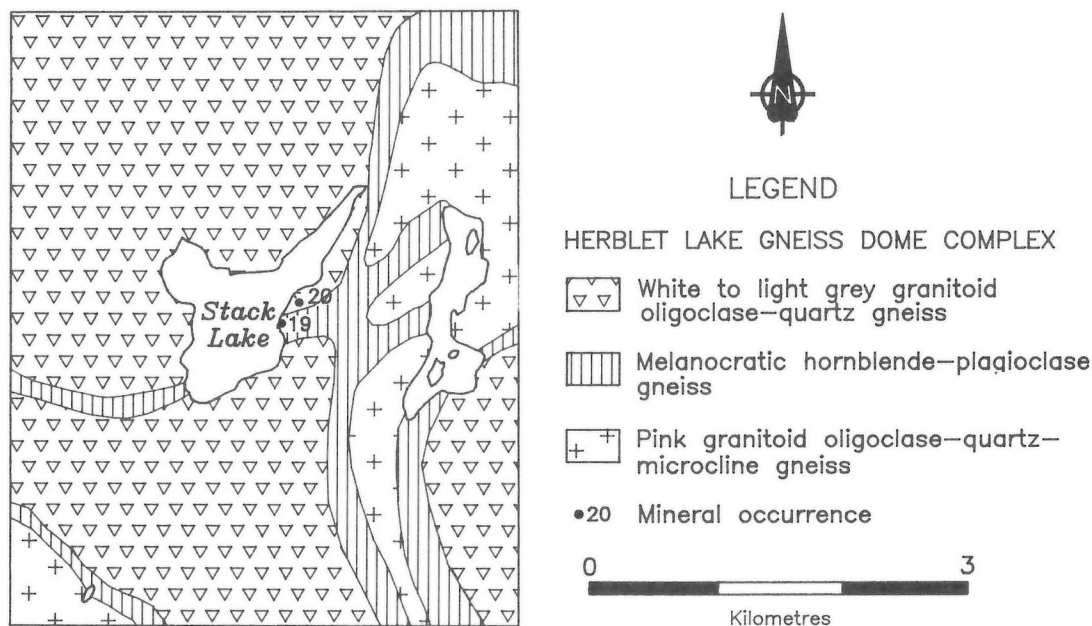 20
Stack
19
Lake
N
LEGEND
HERBLET LAKE GNEISS DOME COMPLEX
White to light grey granitoid
oligoclase-quartz gneiss
Melanocratic hornblende-plagioclase
gneiss
Pink granitoid oligoclase-quartz-
microcline gneiss
20 Mineral occurrence
0 3
Kilometres